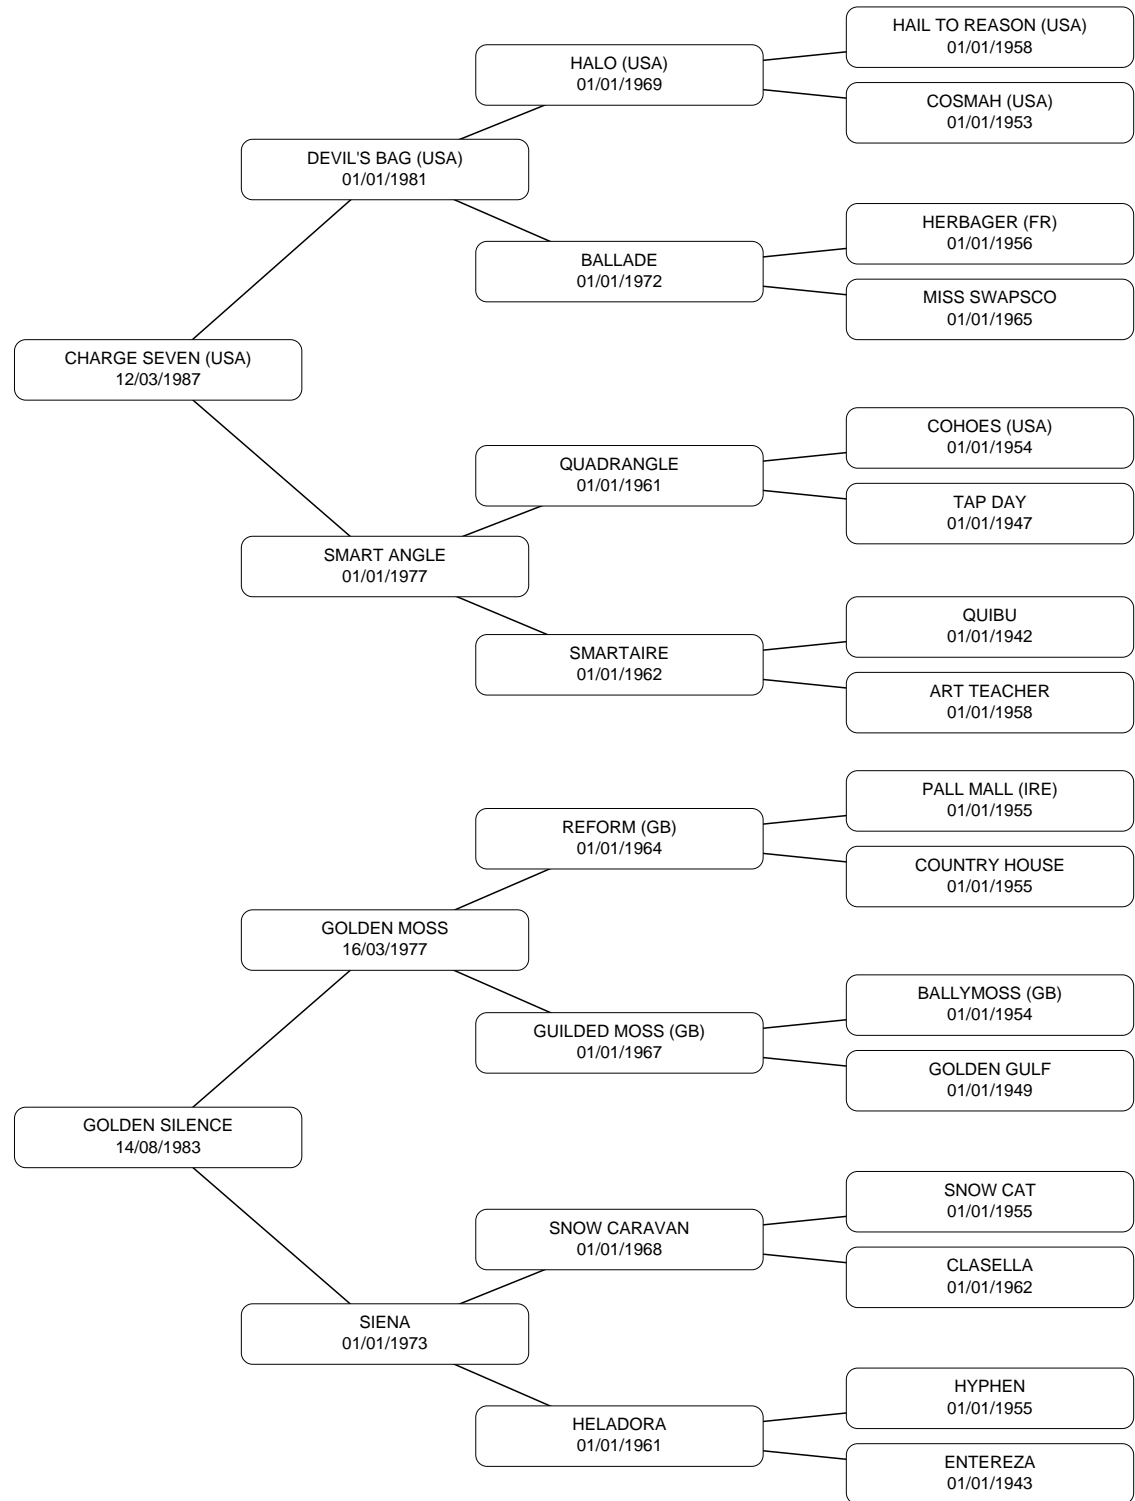 HAIL TO REASON (USA)
01/01/1958
HALO (USA)
01/01/1969
COSMAH (USA)
01/01/1953
DEVIL'S BAG (USA)
01/01/1981
HERBAGER (FR)
01/01/1956
BALLADE
01/01/1972
MISS SWAPSCO
01/01/1965
CHARGE SEVEN (USA)
12/03/1987
COHOES (USA)
01/01/1954
QUADRANGLE
01/01/1961
TAP DAY
01/01/1947
SMART ANGLE
01/01/1977
QUIBU
01/01/1942
SMARTAIRE
01/01/1962
ART TEACHER
01/01/1958
PALL MALL (IRE)
01/01/1955
REFORM (GB)
01/01/1964
COUNTRY HOUSE
01/01/1955
GOLDEN MOSS
16/03/1977
BALLYMOSS (GB)
01/01/1954
GUILDED MOSS (GB)
01/01/1967
GOLDEN GULF
01/01/1949
GOLDEN SILENCE
14/08/1983
SNOW CAT
01/01/1955
SNOW CARAVAN
01/01/1968
CLASELLA
01/01/1962
SIENA
01/01/1973
HYPHEN
01/01/1955
HELADORA
01/01/1961
ENTEREZA
01/01/1943